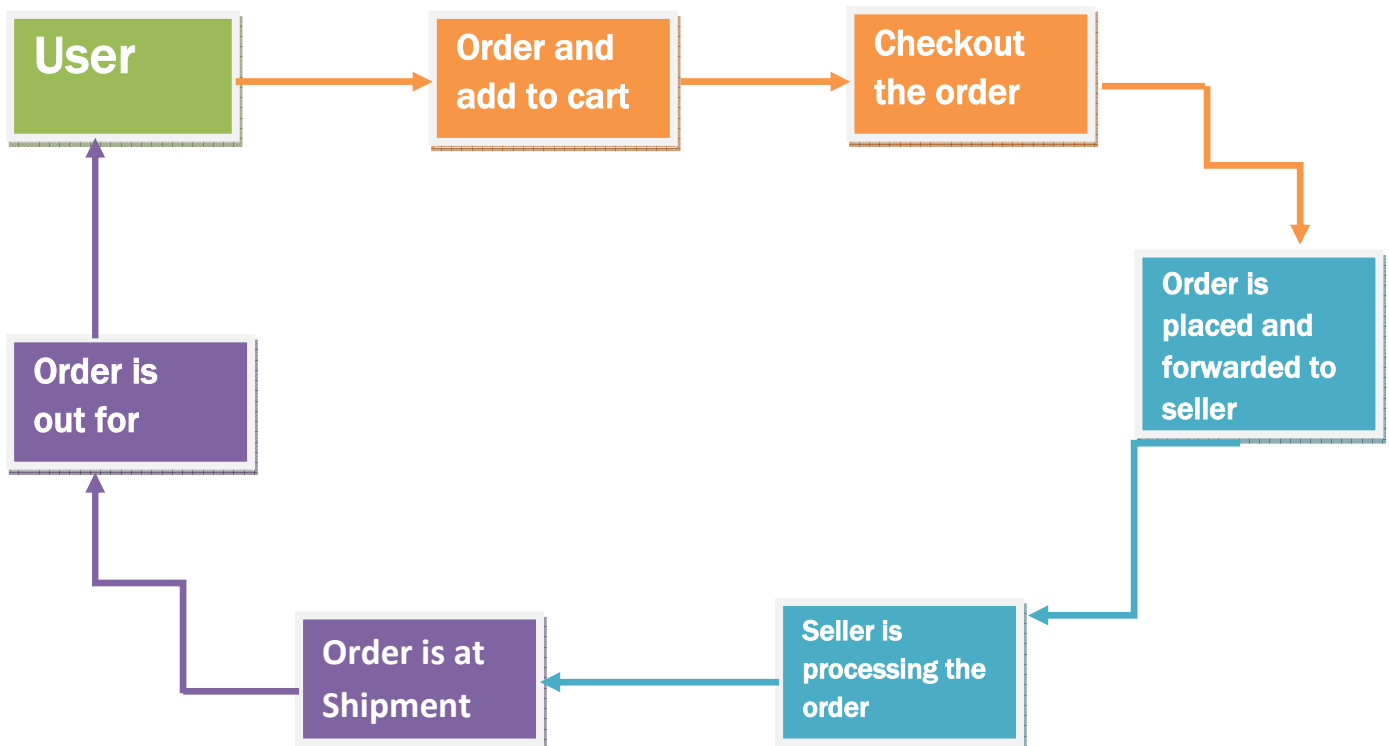 User
Order and
add to cart
Checkout
the order
Order is
placed and
forwarded to
seller
Seller is
processing the
order
Order is at
Shipment
Order is
out for